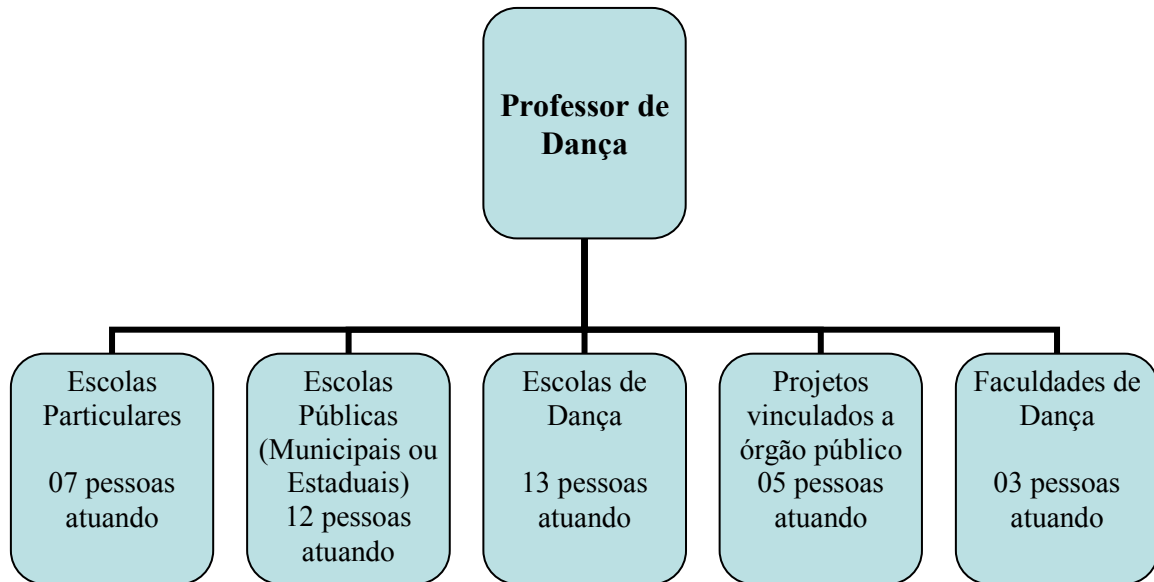 Professor de
Dança
Escolas
Particulares
07 pessoas
atuando
Escolas
Públicas
(Municipais ou
Estaduais)
12 pessoas
atuando
Escolas de
Dança
13 pessoas
atuando
Projetos
vinculados a
órgão público
05 pessoas
atuando
Faculdades de
Dança
03 pessoas
atuando